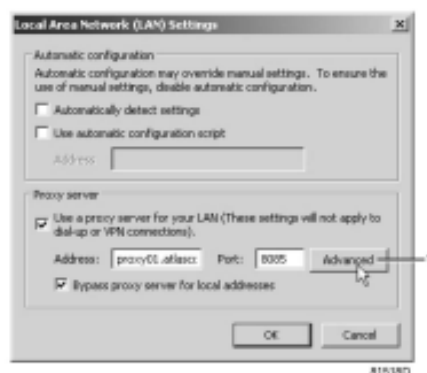 Local Area Network (LAN) Settings
Automatic configuration
Automatic configuration may override manual settings. To ensure the
use of manual settings, disable automatic configuration.
Automatically detect settings
Use automatic configuration script
Address
Proxy server
Use a proxy server for your LAN (These settings will not apply to
dial-up or VPN connections).
Address: proxy01.atlasco Port: 8085 Advanced
Bypass proxy server for local addresses
OK Cancel
81538D